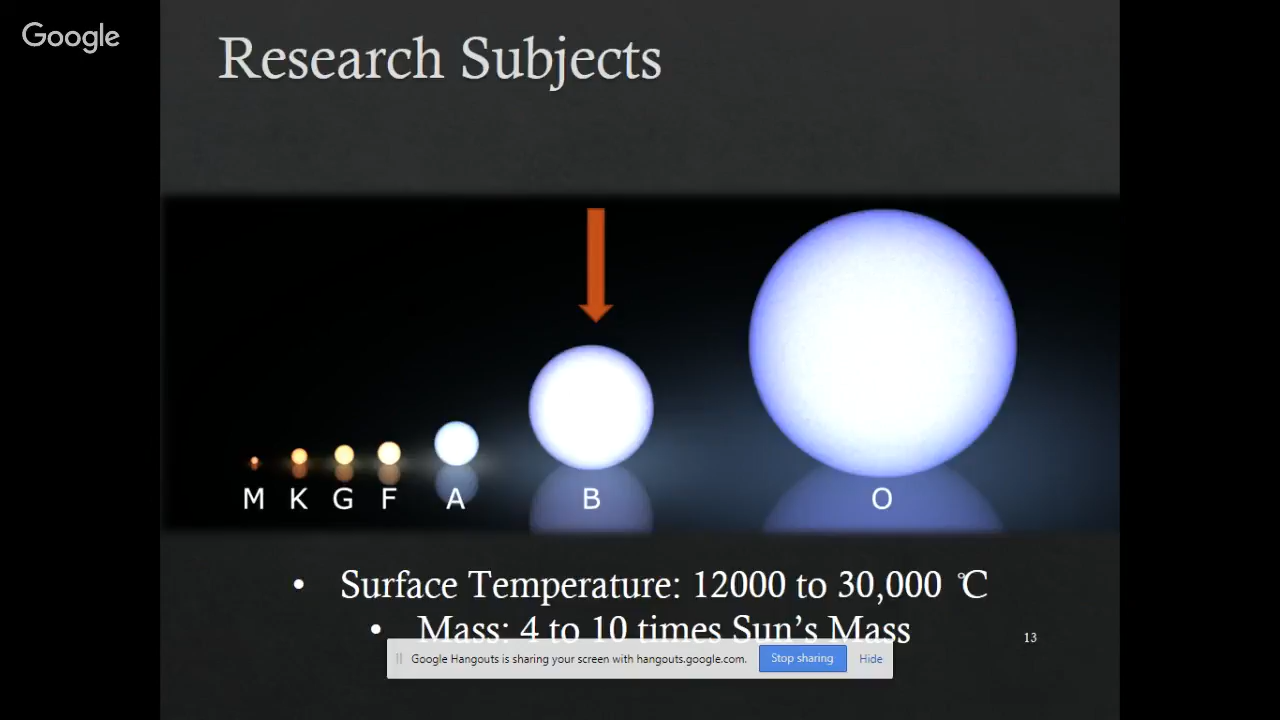 Google
Research Subjects
M K G F A B O
• Surface Temperature: 12000 to 30,000 ℃
• Mass: 4 to 10 times Sun's Mass
13
Google Hangouts is sharing your screen with hangouts.google.com. Stop sharing Hide